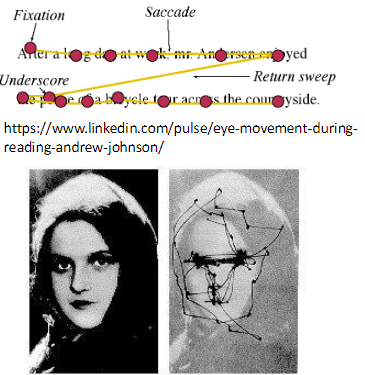 Fixation
Saccade
After a long day at work, mr. Andersen enjoyed
Return sweep
Underscore
the of a bicycle tour across the countryside.
https://www.linkedin.com/pulse/eye-movement-during-
reading-andrew-johnson/